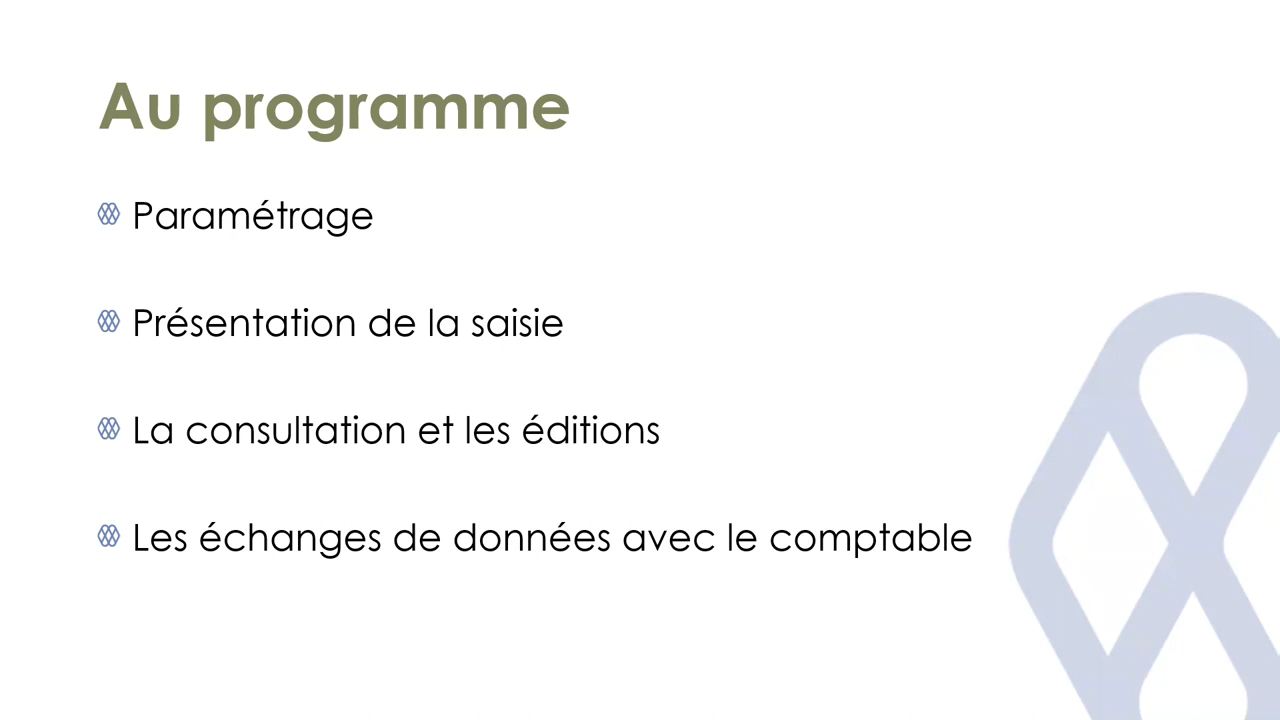 Au programme
Paramétrage
Présentation de la saisie
La consultation et les éditions
Les échanges de données avec le comptable